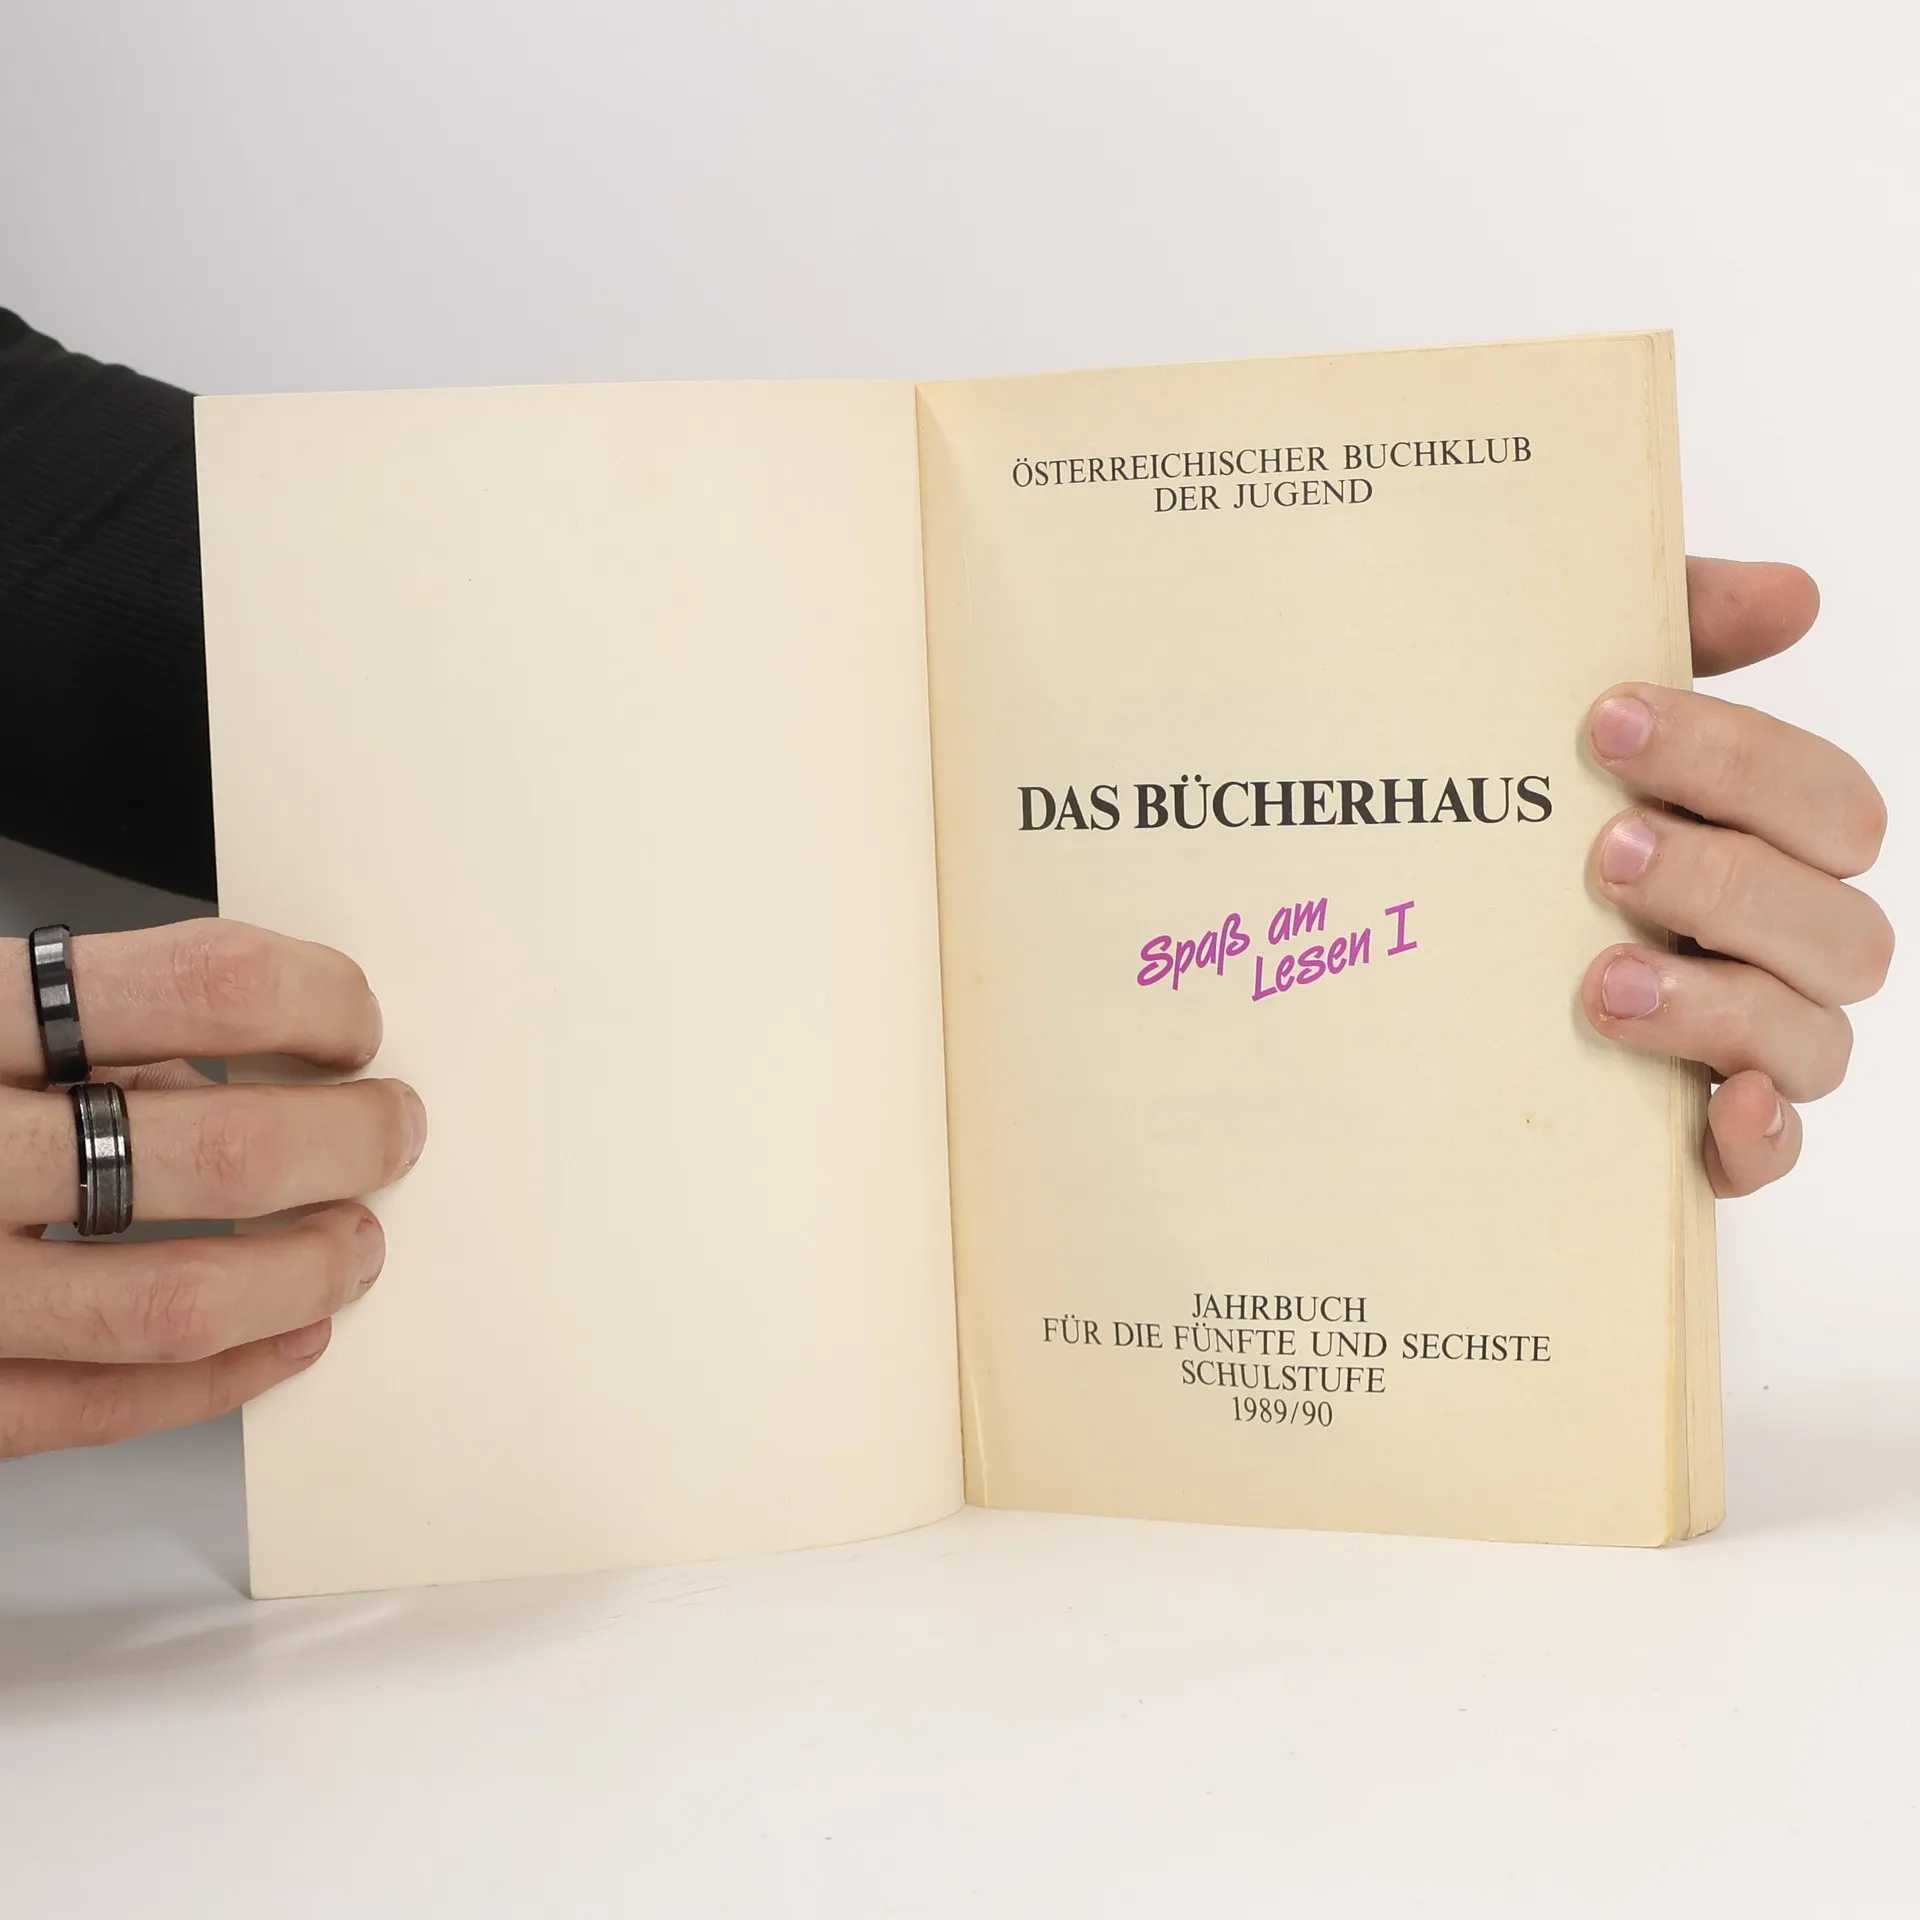 ÖSTERREICHISCHER BUCHKLUB
DER JUGEND
DAS BÜCHERHAUS
Spaß am
Lesen I
JAHRBUCH
FÜR DIE FÜNFTE UND SECHSTE
SCHULSTUFE
1989/90